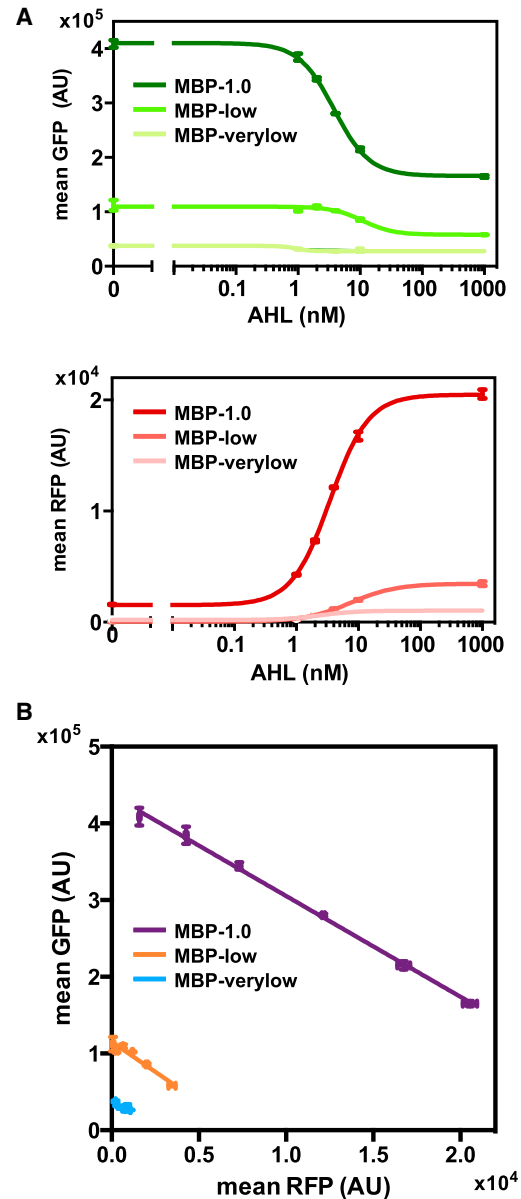 A
x10⁵
mean GFP (AU)
4
3
2
1
0
MBP-1.0
MBP-low
MBP-verylow
0 0.1 1 10 100 1000
AHL (nM)
x10⁴
mean RFP (AU)
2
1
0
MBP-1.0
MBP-low
MBP-verylow
0 0.1 1 10 100 1000
AHL (nM)
B
x10⁵
mean GFP (AU)
5
4
3
2
1
0
MBP-1.0
MBP-low
MBP-verylow
0.0 0.5 1.0 1.5 2.0
x10⁴
mean RFP (AU)